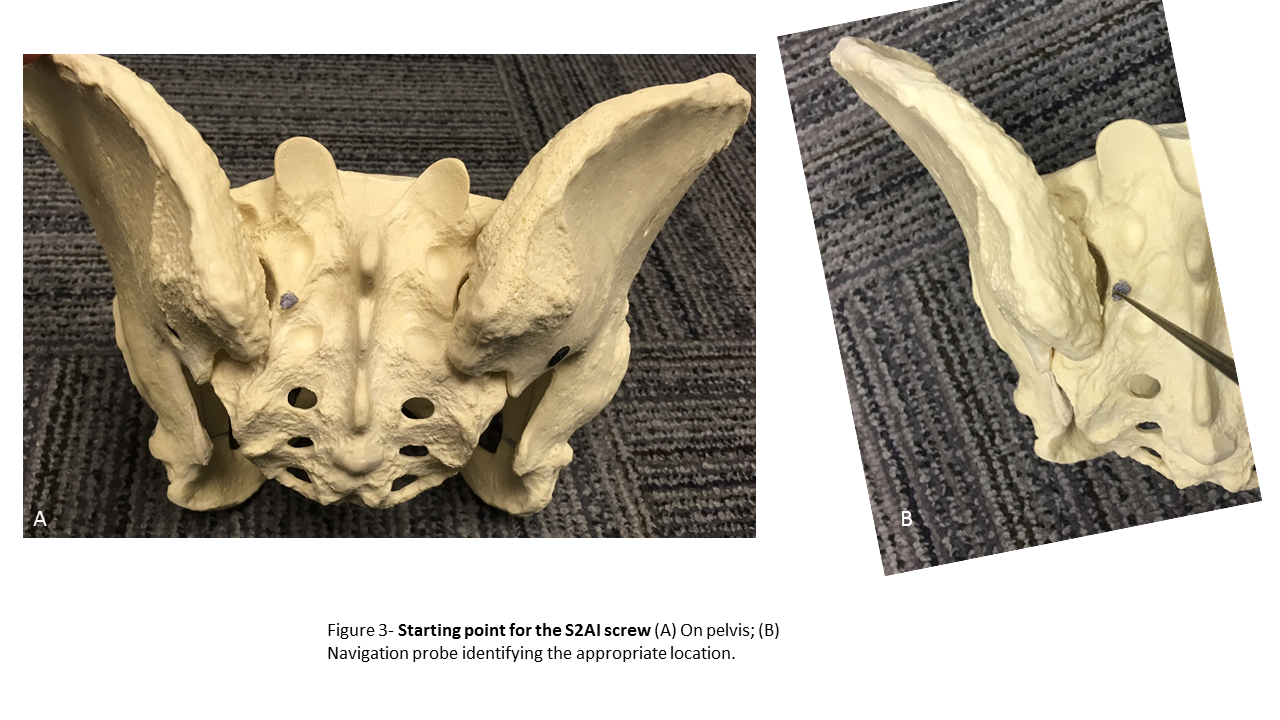 A
B
Figure 3- Starting point for the S2AI screw (A) On pelvis; (B)
Navigation probe identifying the appropriate location.